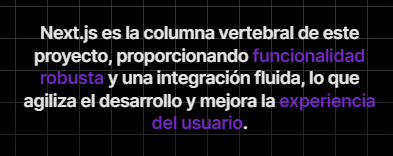 Next.js es la columna vertebral de este
proyecto, proporcionando funcionalidad
robusta y una integración fluida, lo que
agiliza el desarrollo y mejora la experiencia
del usuario.